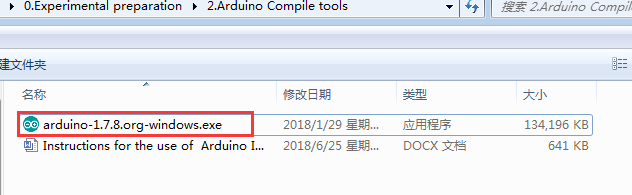 0.Experimental preparation 2.Arduino Compile tools 搜索 2.Arduino Compile
建文件夹
名称 修改日期 类型 大小
arduino-1.7.8.org-windows.exe 2018/1/29 星期... 应用程序 134,196 KB
Instructions for the use of Arduino I... 2018/6/25 星期... DOCX 文档 641 KB